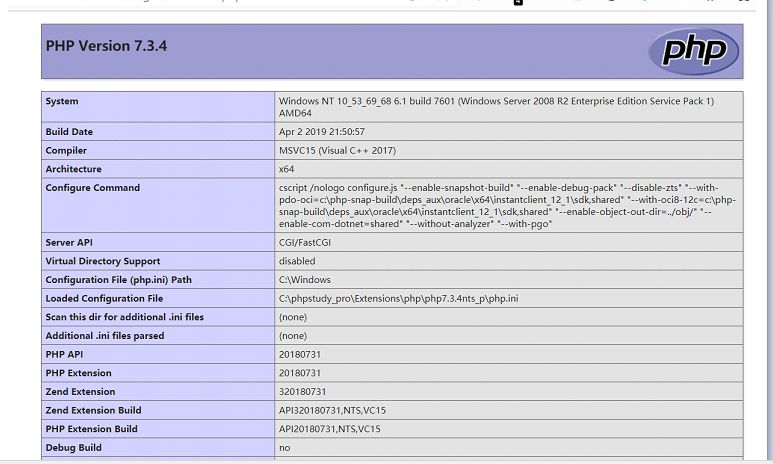 PHP Version 7.3.4
php
System
Windows NT 10_53_69_68 6.1 build 7601 (Windows Server 2008 R2 Enterprise Edition Service Pack 1)
AMD64
Build Date
Apr 2 2019 21:50:57
Compiler
MSVC15 (Visual C++ 2017)
Architecture
x64
Configure Command
cscript /nologo configure.js "--enable-snapshot-build" "--enable-debug-pack" "--disable-zts" "--with-
pdo-oci=c:\php-snap-build\deps_aux\oracle\x64\instantclient_12_1\sdk,shared" "--with-oci8-12c=c:\php-
snap-build\deps_aux\oracle\x64\instantclient_12_1\sdk,shared" "--enable-object-out-dir=../obj/" "--
enable-com-dotnet=shared" "--without-analyzer" "--with-pgo"
Server API
CGI/FastCGI
Virtual Directory Support
disabled
Configuration File (php.ini) Path
C:\Windows
Loaded Configuration File
C:\phpstudy_pro\Extensions\php\php7.3.4nts_p\php.ini
Scan this dir for additional .ini files
(none)
Additional .ini files parsed
(none)
PHP API
20180731
PHP Extension
20180731
Zend Extension
320180731
Zend Extension Build
API320180731,NTS,VC15
PHP Extension Build
API20180731,NTS,VC15
Debug Build
no